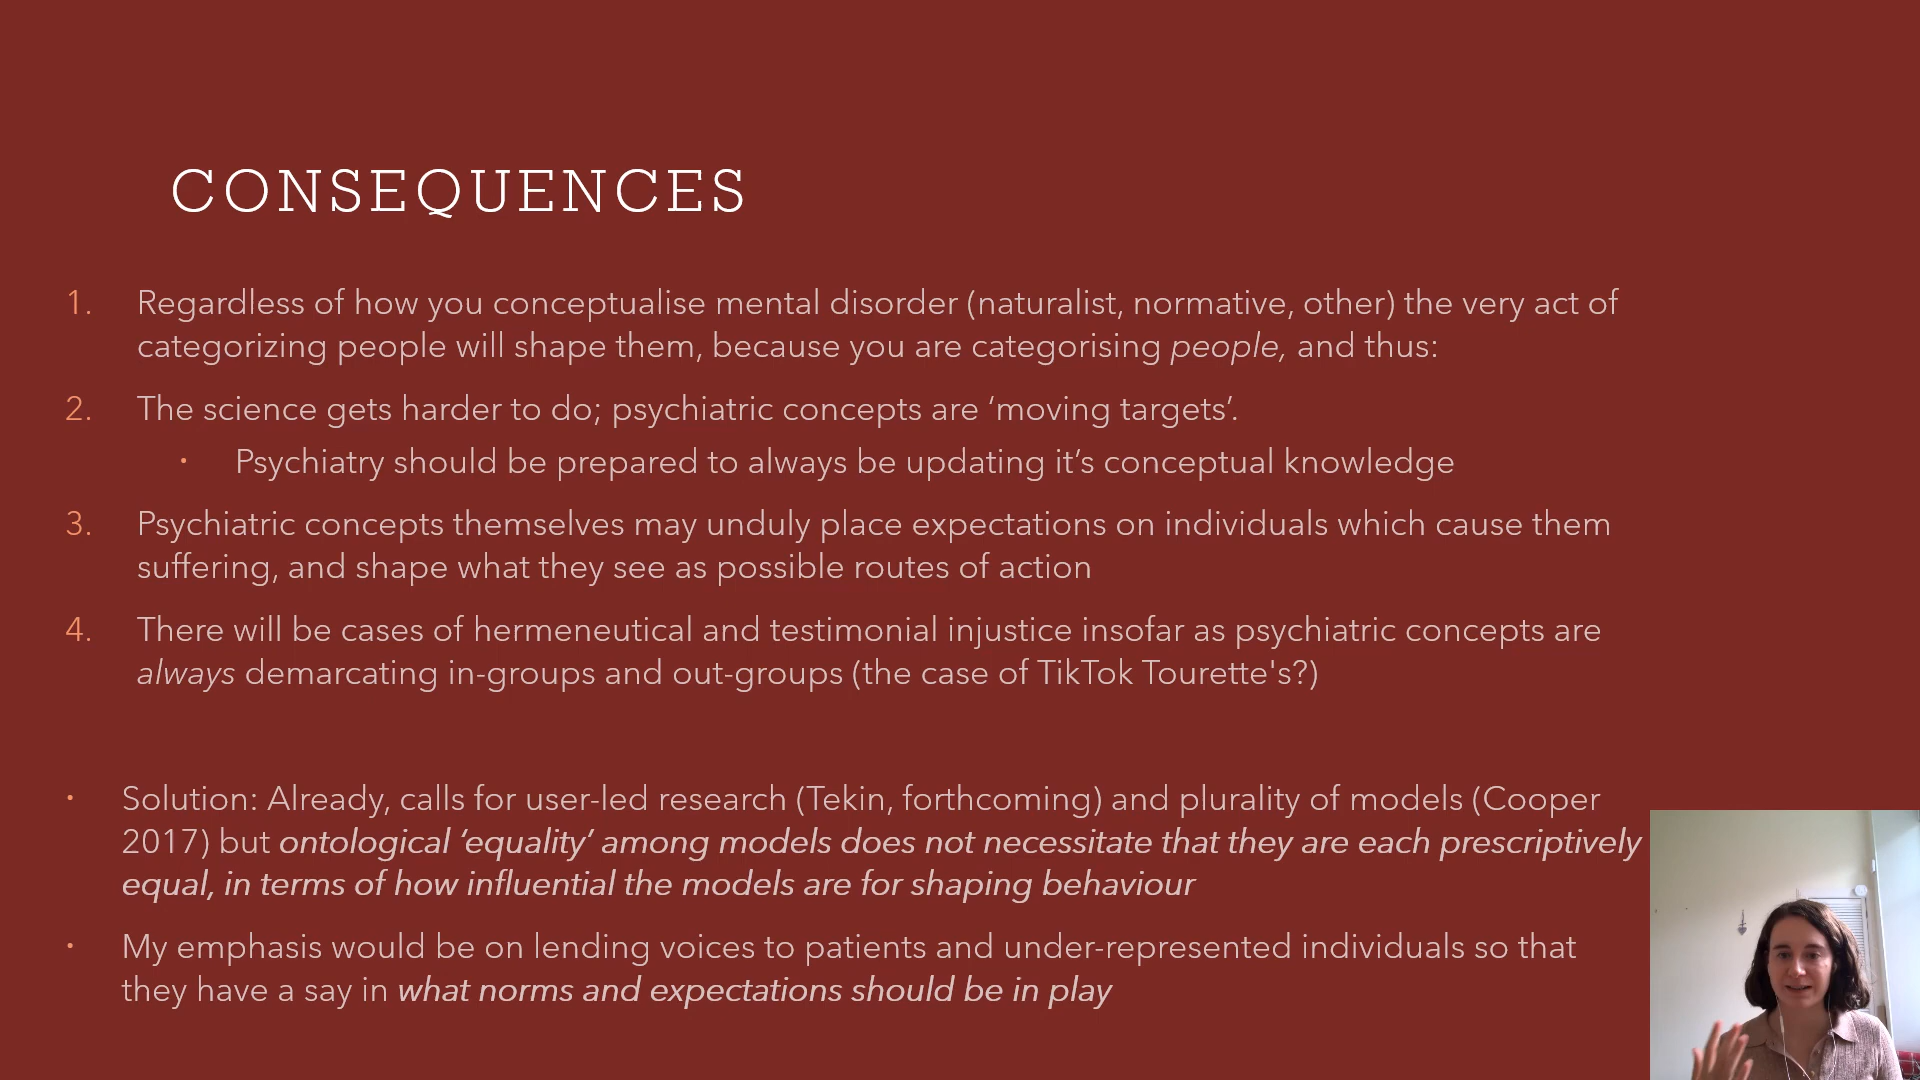 CONSEQUENCES
1. Regardless of how you conceptualise mental disorder (naturalist, normative, other) the very act of
categorizing people will shape them, because you are categorising people, and thus:
2. The science gets harder to do; psychiatric concepts are ‘moving targets’.
• Psychiatry should be prepared to always be updating it’s conceptual knowledge
3. Psychiatric concepts themselves may unduly place expectations on individuals which cause them
suffering, and shape what they see as possible routes of action
4. There will be cases of hermeneutical and testimonial injustice insofar as psychiatric concepts are
always demarcating in-groups and out-groups (the case of TikTok Tourette's?)
• Solution: Already, calls for user-led research (Tekin, forthcoming) and plurality of models (Cooper
2017) but ontological ‘equality’ among models does not necessitate that they are each prescriptively
equal, in terms of how influential the models are for shaping behaviour
• My emphasis would be on lending voices to patients and under-represented individuals so that
they have a say in what norms and expectations should be in play